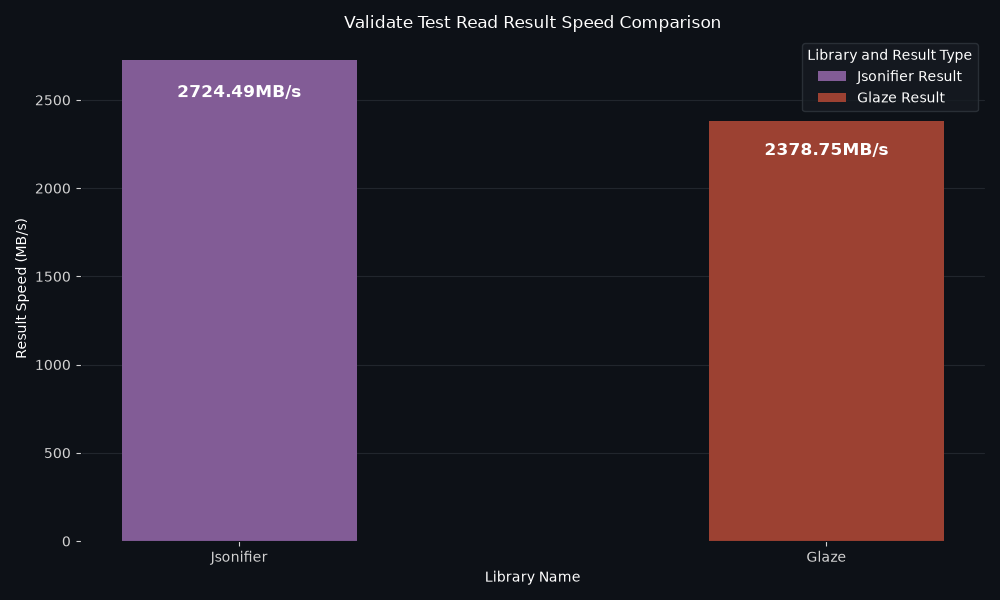 Validate Test Read Result Speed Comparison
Library and Result Type
Jsonifier Result
Glaze Result
2724.49MB/s
2378.75MB/s
Result Speed (MB/s)
2500
2000
1500
1000
500
0
Jsonifier
Glaze
Library Name